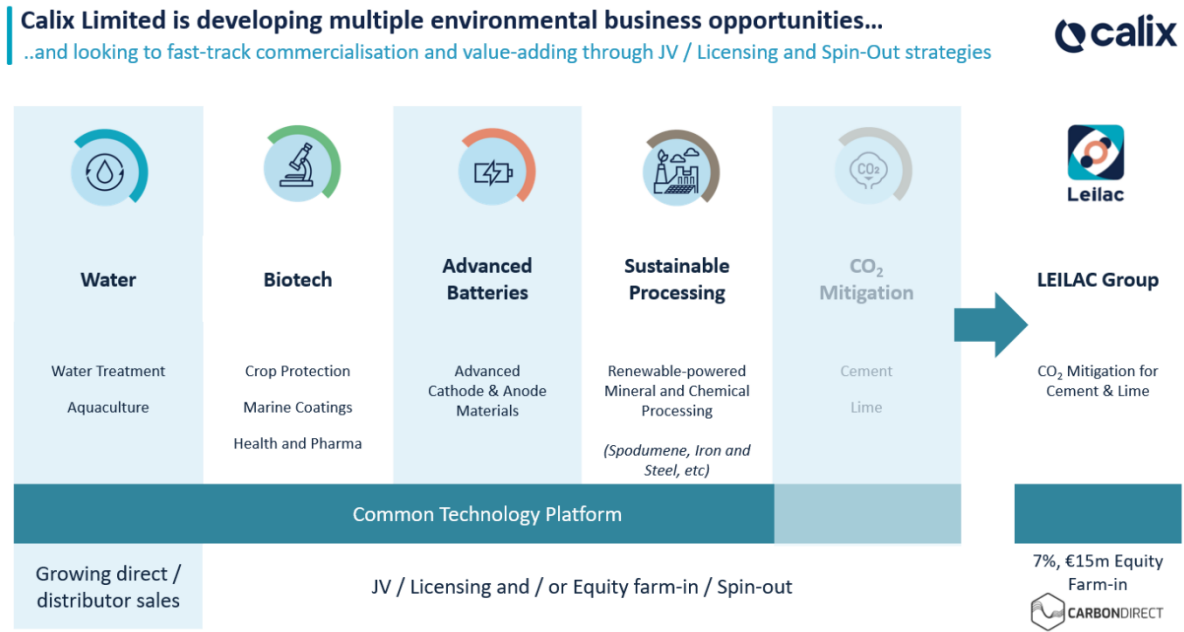 Calix Limited is developing multiple environmental business opportunities...
..and looking to fast-track commercialisation and value-adding through JV / Licensing and Spin-Out strategies
calix
Water
Water Treatment
Aquaculture
Biotech
Crop Protection
Marine Coatings
Health and Pharma
Advanced
Batteries
Advanced
Cathode & Anode
Materials
Sustainable
Processing
Renewable-powered
Mineral and Chemical
Processing
(Spodumene, Iron and
Steel, etc)
CO₂
CO₂
Mitigation
Cement
Lime
Leilac
LEILAC Group
CO₂ Mitigation for
Cement & Lime
Common Technology Platform
Growing direct /
distributor sales
JV / Licensing and / or Equity farm-in / Spin-out
7%, €15m Equity
Farm-in
CARBONDIRECT